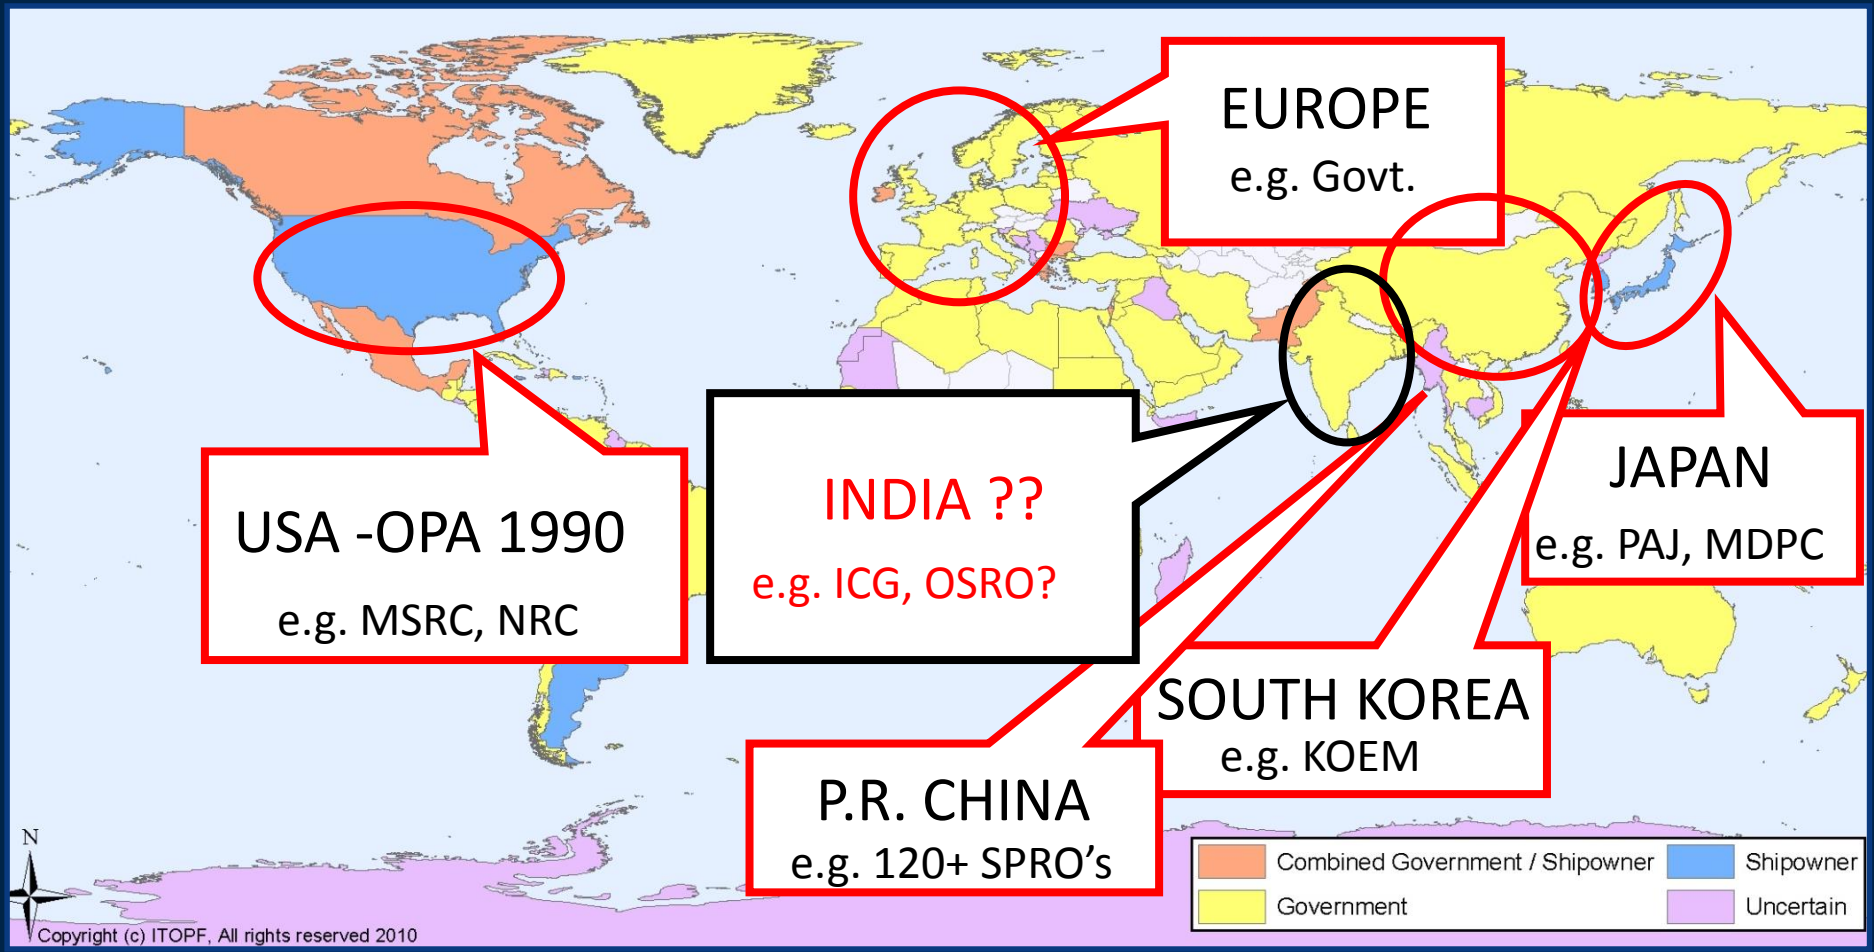 EUROPE
e.g. Govt.
USA -OPA 1990
e.g. MSRC, NRC
INDIA ??
e.g. ICG, OSRO?
JAPAN
e.g. PAJ, MDPC
SOUTH KOREA
e.g. KOEM
P.R. CHINA
e.g. 120+ SPRO’s
N
Combined Government / Shipowner
Shipowner
Government
Uncertain
Copyright (c) ITOPF, All rights reserved 2010